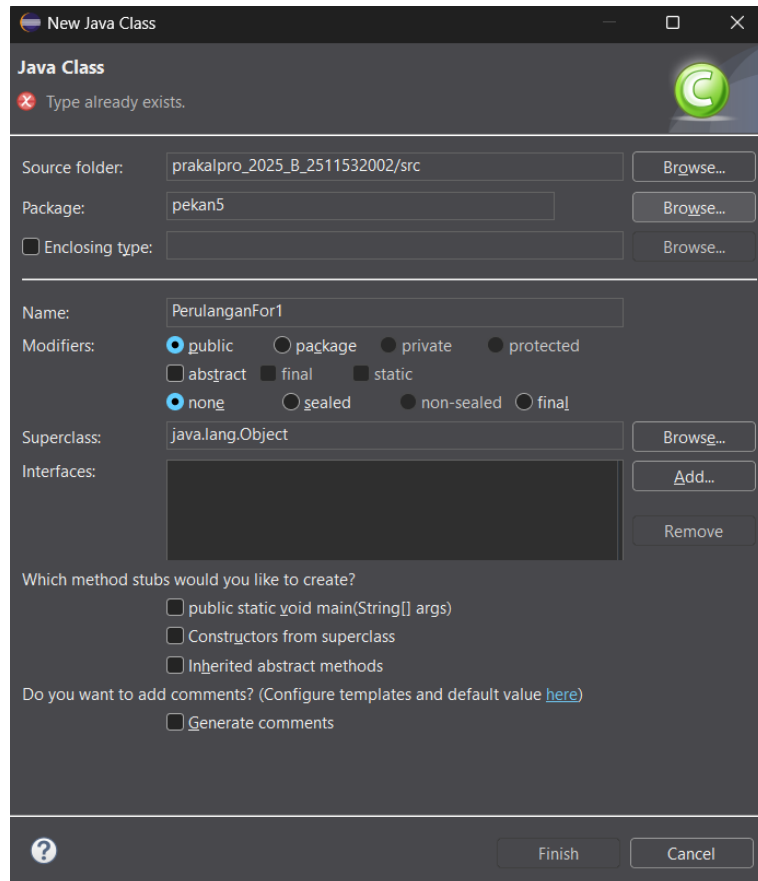 New Java Class
Java Class
Type already exists.
Source folder: prakalpro_2025_B_2511532002/src Browse...
Package: pekan5 Browse...
Enclosing type: Browse...
Name: PerulanganFor1
Modifiers: public package private protected
abstract final static
none sealed non-sealed final
Superclass: java.lang.Object Browse...
Interfaces: Add...
Remove
Which method stubs would you like to create?
public static void main(String[] args)
Constructors from superclass
Inherited abstract methods
Do you want to add comments? (Configure templates and default value here)
Generate comments
? Finish Cancel